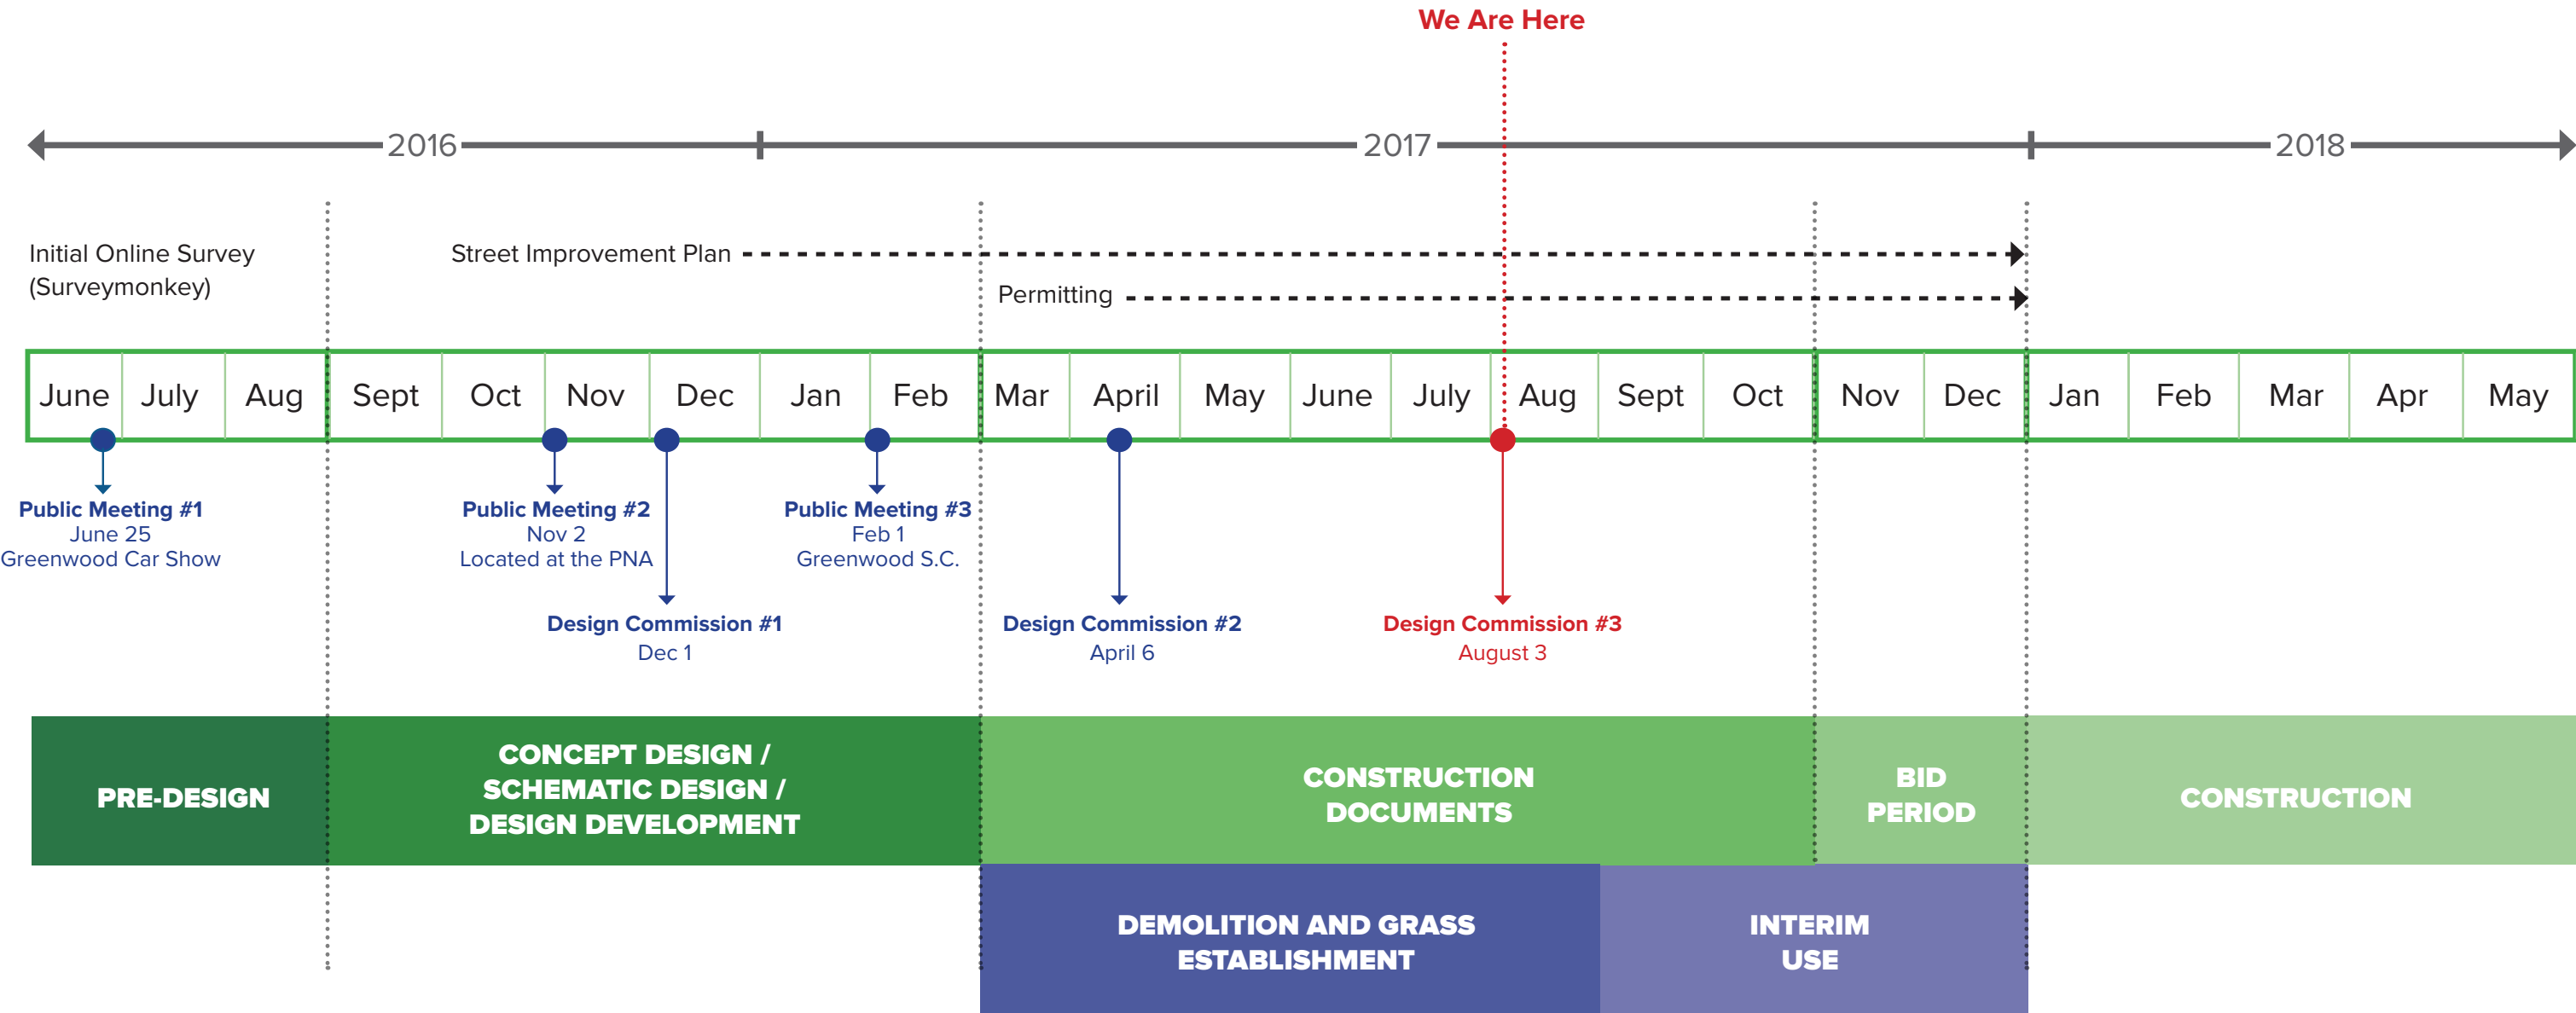 We Are Here
2016 2017 2018
Initial Online Survey
(Surveymonkey)
Street Improvement Plan
Permitting
June July Aug Sept Oct Nov Dec Jan Feb Mar April May June July Aug Sept Oct Nov Dec Jan Feb Mar Apr May
Public Meeting #1
June 25
Greenwood Car Show
Public Meeting #2
Nov 2
Located at the PNA
Public Meeting #3
Feb 1
Greenwood S.C.
Design Commission #1
Dec 1
Design Commission #2
April 6
Design Commission #3
August 3
PRE-DESIGN
CONCEPT DESIGN /
SCHEMATIC DESIGN /
DESIGN DEVELOPMENT
CONSTRUCTION
DOCUMENTS
BID
PERIOD
CONSTRUCTION
DEMOLITION AND GRASS
ESTABLISHMENT
INTERIM
USE